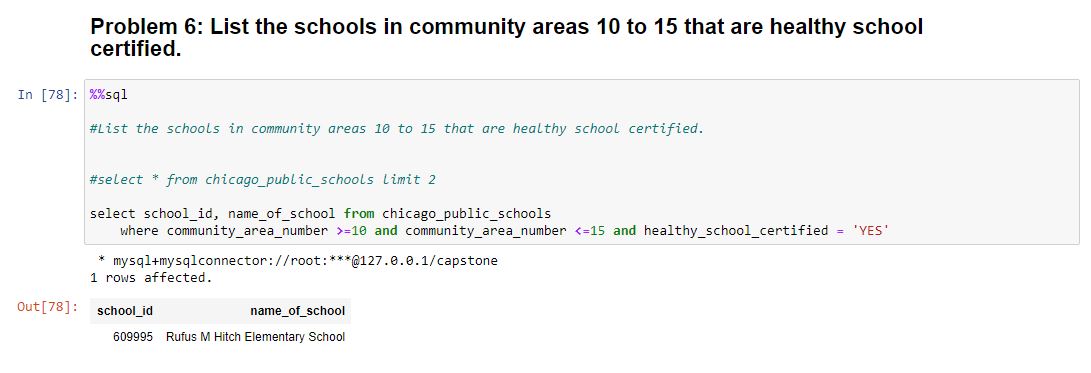 Problem 6: List the schools in community areas 10 to 15 that are healthy school
certified.
In [78]: %%sql
#List the schools in community areas 10 to 15 that are healthy school certified.
#select * from chicago_public_schools limit 2
select school_id, name_of_school from chicago_public_schools
where community_area_number >=10 and community_area_number <=15 and healthy_school_certified = 'YES'
* mysql+mysqlconnector://root:***@127.0.0.1/capstone
1 rows affected.
Out[78]: school_id name_of_school
609995 Rufus M Hitch Elementary School